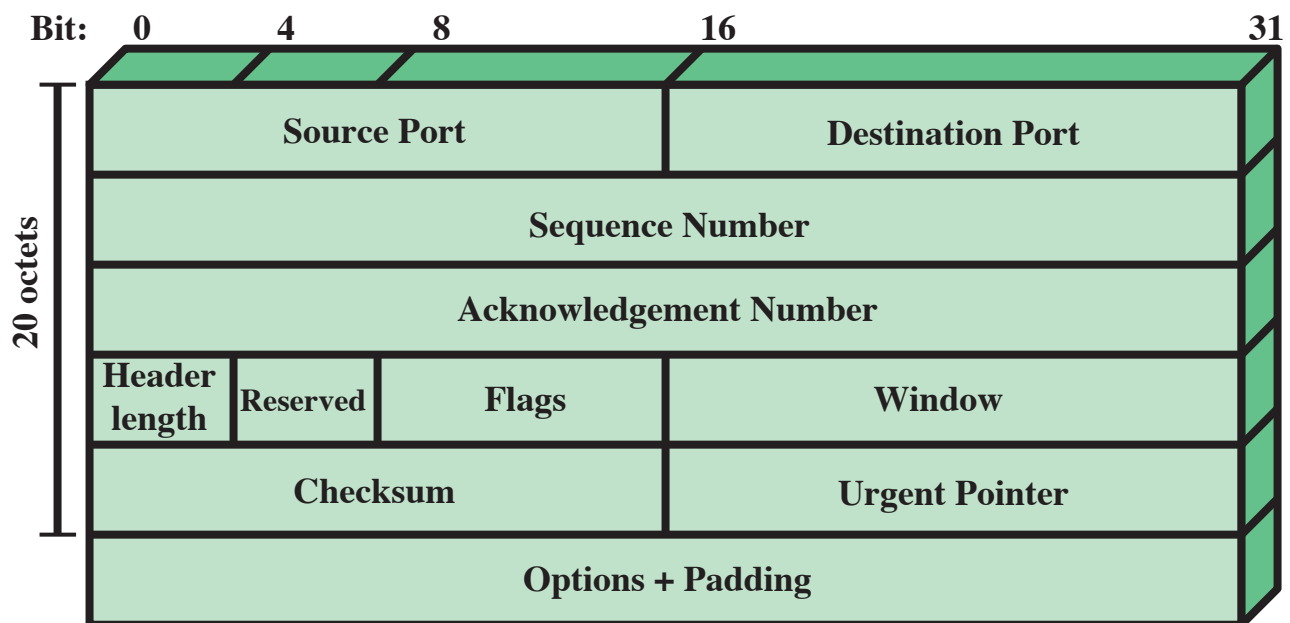 Bit: 0 4 8 16 31
Source Port Destination Port
Sequence Number
20 octets
Acknowledgement Number
Header
length
Reserved Flags Window
Checksum Urgent Pointer
Options + Padding